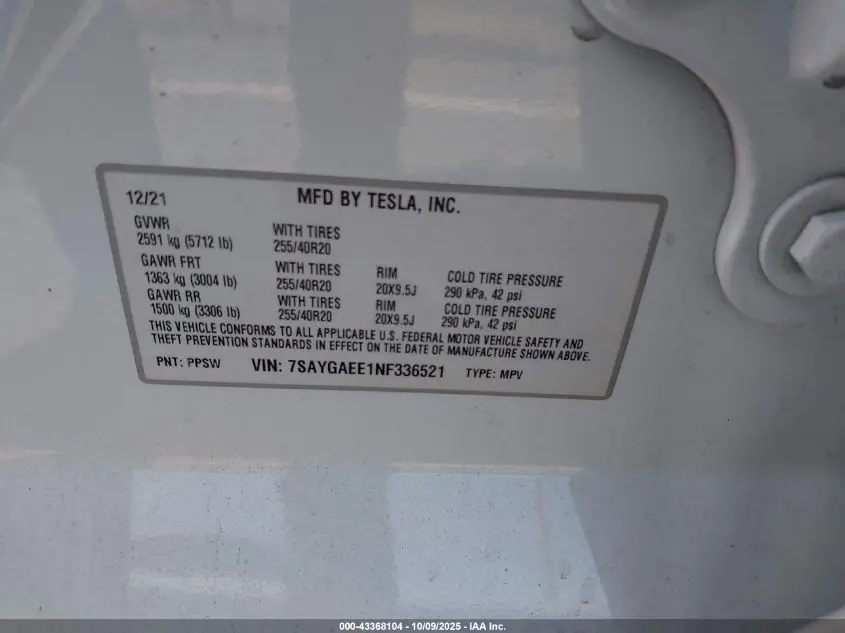 12/21 MFD BY TESLA, INC.
GVWR
2591 kg (5712 lb) WITH TIRES 255/40R20
GAWR FRT
1363 kg (3004 lb) WITH TIRES 255/40R20 RIM 20X9.5J COLD TIRE PRESSURE 290 kPa, 42 psi
GAWR RR
1500 kg (3306 lb) WITH TIRES 255/40R20 RIM 20X9.5J COLD TIRE PRESSURE 290 kPa, 42 psi
THIS VEHICLE CONFORMS TO ALL APPLICABLE U.S. FEDERAL MOTOR VEHICLE SAFETY AND
THEFT PREVENTION STANDARDS IN EFFECT ON THE DATE OF MANUFACTURE SHOWN ABOVE.
PNT: PPSW VIN: 7SAYGAEE1NF336521 TYPE: MPV
000-43368104 - 10/09/2025 - IAA Inc.